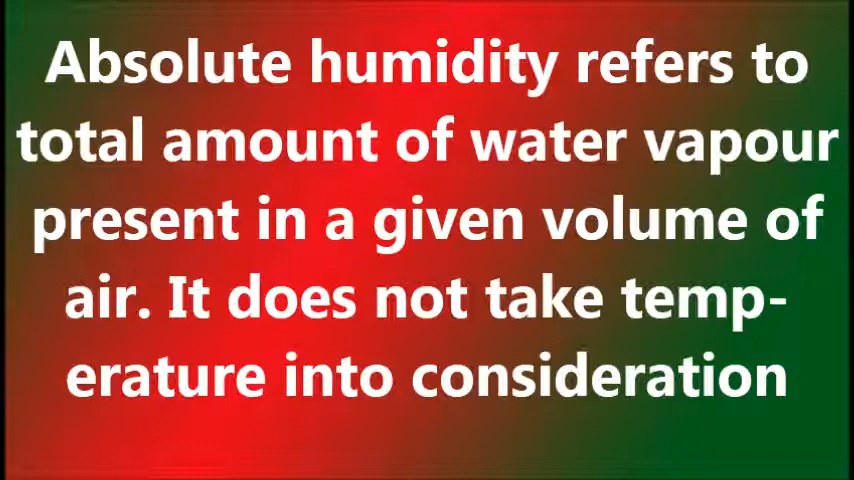 Absolute humidity refers to
total amount of water vapour
present in a given volume of
air. It does not take temp-
erature into consideration